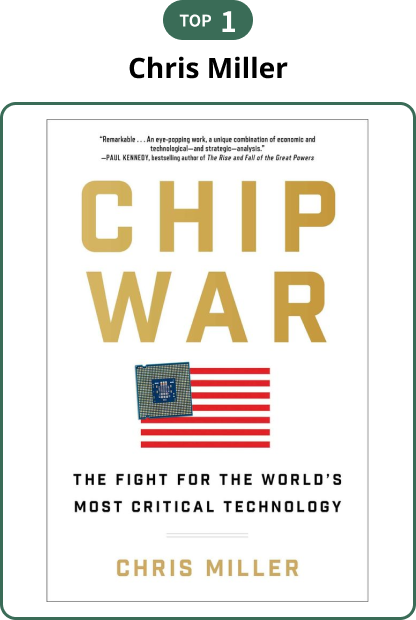 TOP 1
Chris Miller
“Remarkable . . . An eye-popping work, a unique combination of economic and
technological—and strategic—analysis.”
—PAUL KENNEDY, bestselling author of The Rise and Fall of the Great Powers
CHIP
WAR
THE FIGHT FOR THE WORLD’S
MOST CRITICAL TECHNOLOGY
CHRIS MILLER